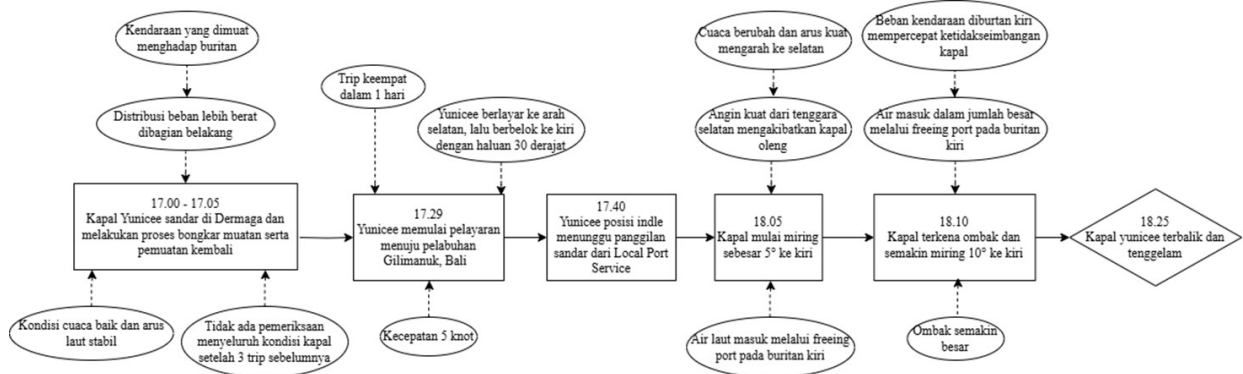 Kendaraan yang dimuat
menghadap buritan
Distribusi beban lebih berat
dibagian belakang
17.00 - 17.05
Kapal Yunicee sandar di Dermaga dan
melakukan proses bongkar muatan serta
pemuatan kembali
Kondisi cuaca baik dan arus
laut stabil
Tidak ada pemeriksaan
menyeluruh kondisi kapal
setelah 3 trip sebelumnya
Trip keempat
dalam 1 hari
Yunicee berlayar ke arah
selatan, lalu berbelok ke kiri
dengan haluan 30 derajat
17.29
Yunicee memulai pelayaran
menuju pelabuhan
Gilimanuk, Bali
Kecepatan 5 knot
17.40
Yunicee posisi indle
menunggu panggilan
sandar dari Local Port
Service
Cuaca berubah dan arus kuat
mengarah ke selatan
Angin kuat dari tenggara
selatan mengakibatkan kapal
oleng
18.05
Kapal mulai miring
sebesar 5° ke kiri
Air laut masuk melalui freeing
port pada buritan kiri
Beban kendaraan diburtan kiri
mempercepat ketidakseimbangan
kapal
Air masuk dalam jumlah besar
melalui freeing port pada buritan
kiri
18.10
Kapal terkena ombak dan
semakin miring 10° ke kiri
Ombak semakin
besar
18.25
Kapal yunicee terbalik dan
tenggelam